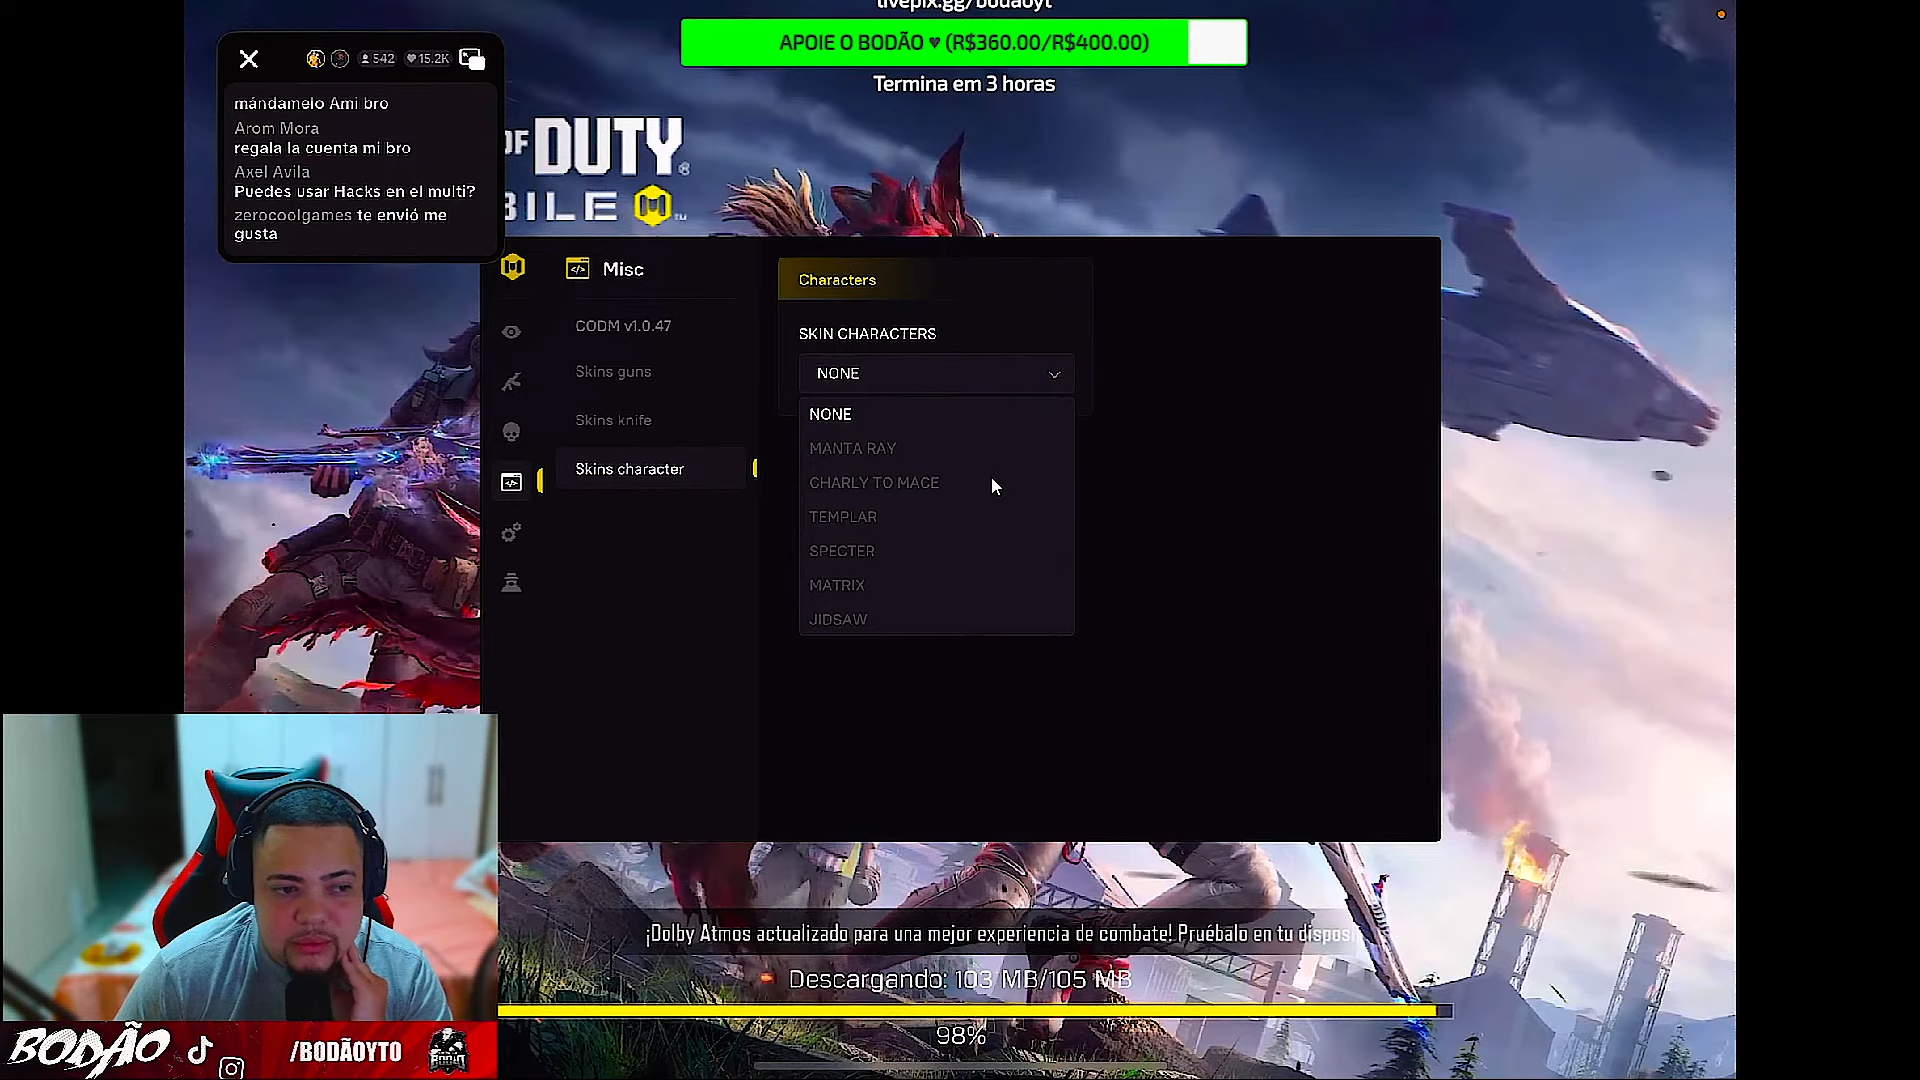 livepix.gg/bodaoyt
APOIE O BODÃO ♥ (R$360.00/R$400.00)
Termina em 3 horas
542
15.2K
mándamelo Ami bro
Arom Mora
regala la cuenta mi bro
Axel Avila
Puedes usar Hacks en el multi?
zerocoolgames te envió me
gusta
OF DUTY
BILE
Misc
CODM v1.0.47
Skins guns
Skins knife
Skins character
Characters
SKIN CHARACTERS
NONE
NONE
MANTA RAY
CHARLY TO MACE
TEMPLAR
SPECTER
MATRIX
JIDSAW
¡Dolby Atmos actualizado para una mejor experiencia de combate! Pruébalo en tu disposi
Descargando: 103 MB/105 MB
98%
BODÃO
/BODÃOYTO